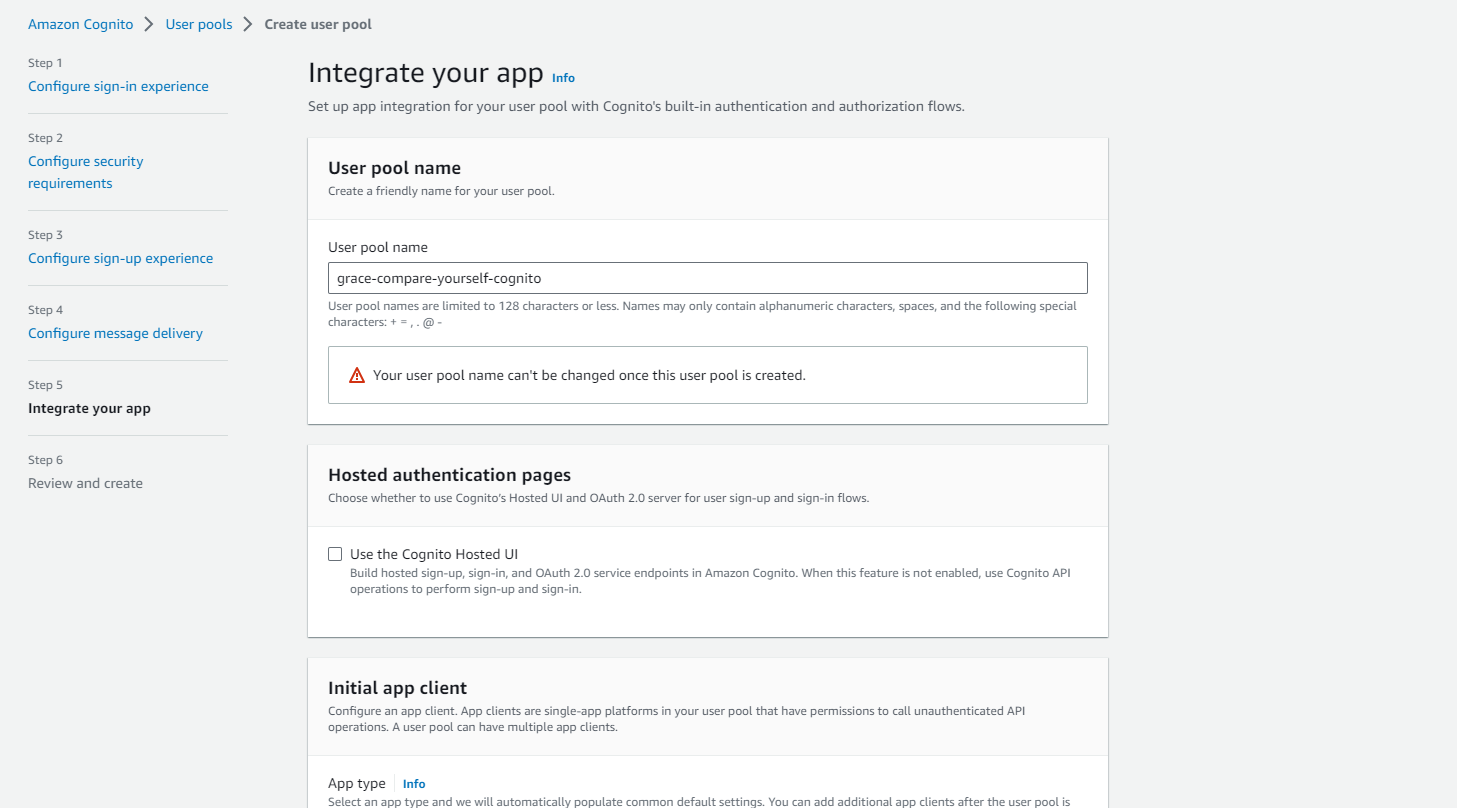 Amazon Cognito > User pools > Create user pool
Step 1
Configure sign-in experience
Step 2
Configure security
requirements
Step 3
Configure sign-up experience
Step 4
Configure message delivery
Step 5
Integrate your app
Step 6
Review and create
Integrate your app Info
Set up app integration for your user pool with Cognito's built-in authentication and authorization flows.
User pool name
Create a friendly name for your user pool.
User pool name
grace-compare-yourself-cognito
User pool names are limited to 128 characters or less. Names may only contain alphanumeric characters, spaces, and the following special
characters: + = , . @ -
Your user pool name can't be changed once this user pool is created.
Hosted authentication pages
Choose whether to use Cognito's Hosted UI and OAuth 2.0 server for user sign-up and sign-in flows.
Use the Cognito Hosted UI
Build hosted sign-up, sign-in, and OAuth 2.0 service endpoints in Amazon Cognito. When this feature is not enabled, use Cognito API
operations to perform sign-up and sign-in.
Initial app client
Configure an app client. App clients are single-app platforms in your user pool that have permissions to call unauthenticated API
operations. A user pool can have multiple app clients.
App type Info
Select an app type and we will automatically populate common default settings. You can add additional app clients after the user pool is